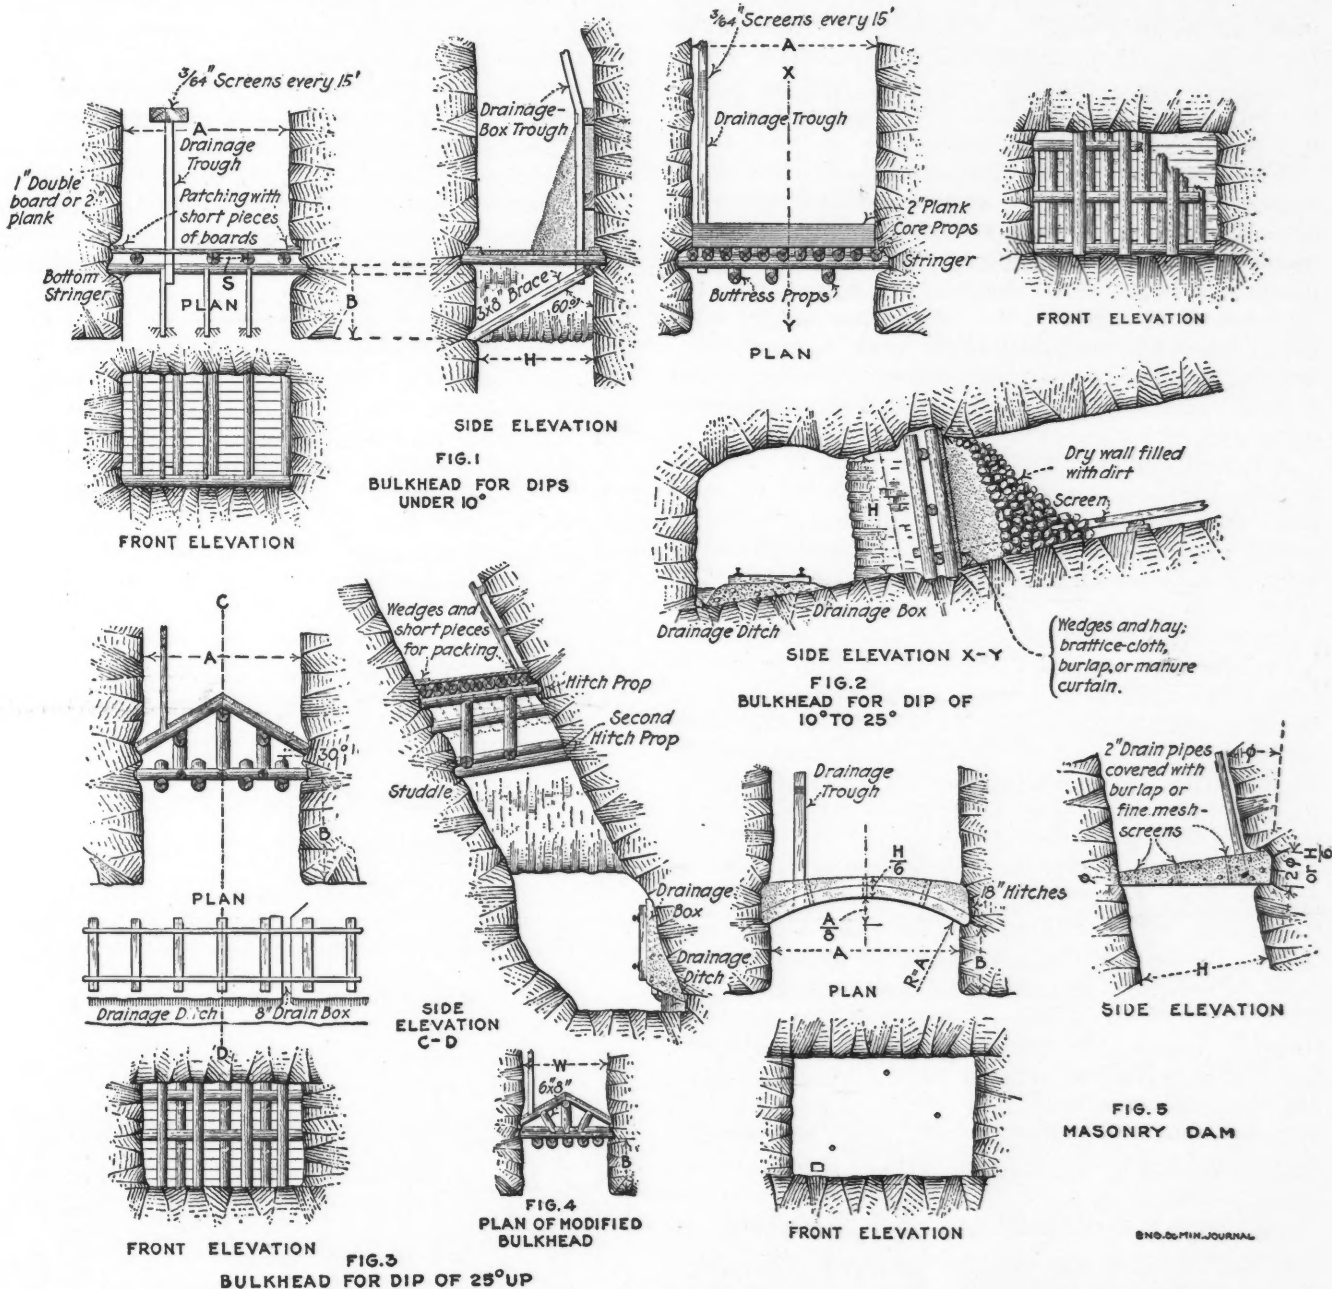 3/64" Screens every 15'
A
Drainage
Trough
1" Double
board or 2"
plank
Patching with
short pieces
of boards
Bottom
Stringer
S
PLAN
B
FRONT ELEVATION
Drainage-
Box Trough
3"x8" Brace
60°
H
SIDE ELEVATION
FIG.1
BULKHEAD FOR DIPS
UNDER 10°
3/64" Screens every 15'
A
X
Drainage Trough
2" Plank
Core Props
Stringer
Buttress Props
Y
PLAN
FRONT ELEVATION
H
Dry wall filled
with dirt
Screen
Drainage Box
Drainage Ditch
SIDE ELEVATION X-Y
Wedges and hay;
brattice-cloth,
burlap, or manure
curtain.
FIG.2
BULKHEAD FOR DIP OF
10° TO 25°
C
A
30°
B
PLAN
Drainage Ditch
8" Drain Box
D
FRONT ELEVATION
Wedges and
short pieces
for packing
Hitch Prop
Second
Hitch Prop
Studdle
Drainage
Box
Drainage
Ditch
SIDE
ELEVATION
C-D
FIG.3
BULKHEAD FOR DIP OF 25° UP
W
6"x8"
B
FIG.4
PLAN OF MODIFIED
BULKHEAD
Drainage
Trough
H/6
18" Hitches
A/8
A
R=A
B
PLAN
FRONT ELEVATION
2" Drain pipes
covered with
burlap or
fine mesh-
screens
φ
φ
2φ
or H/6
H
SIDE ELEVATION
FIG.5
MASONRY DAM
ENG. & MIN. JOURNAL